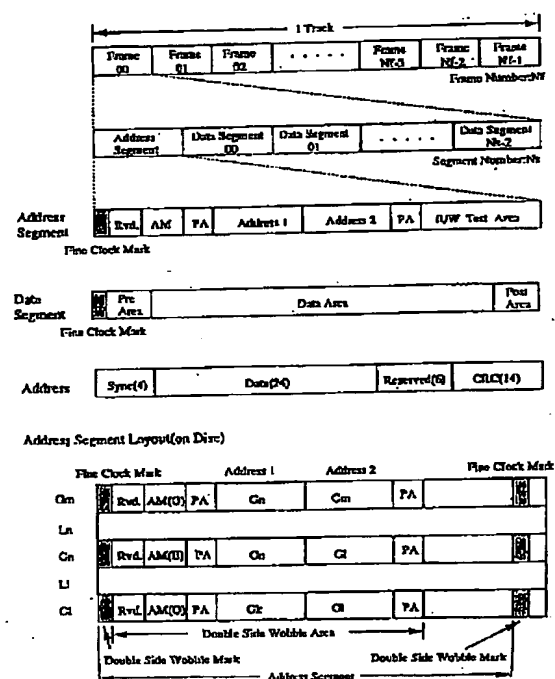 1 Track
Frame 00 Frame 01 Frame 02 ..... Frame Nf-3 Frame Nf-2 Frame Nf-1
Frame Number:Nf
Address Segment Data Segment 00 Data Segment 01 ..... Data Segment Ns-2
Segment Number:Ns
Address Segment Rvd. AM PA Address 1 Address 2 PA R/W Test Area
Fine Clock Mark
Data Segment Pre Area Data Area Post Area
Fine Clock Mark
Address Sync(4) Data(24) Reserved(6) CRC(14)
Address Segment Layout(on Disc)
Fine Clock Mark Address 1 Address 2 Fine Clock Mark
Gm Rvd. AM(G) PA Gn Gm PA
Ln
Gn Rvd. AM(B) PA Gn Gl PA
Ll
Gl Rvd. AM(G) PA Gk Gl PA
Double Side Wobble Area
Double Side Wobble Mark Double Side Wobble Mark
Address Segment